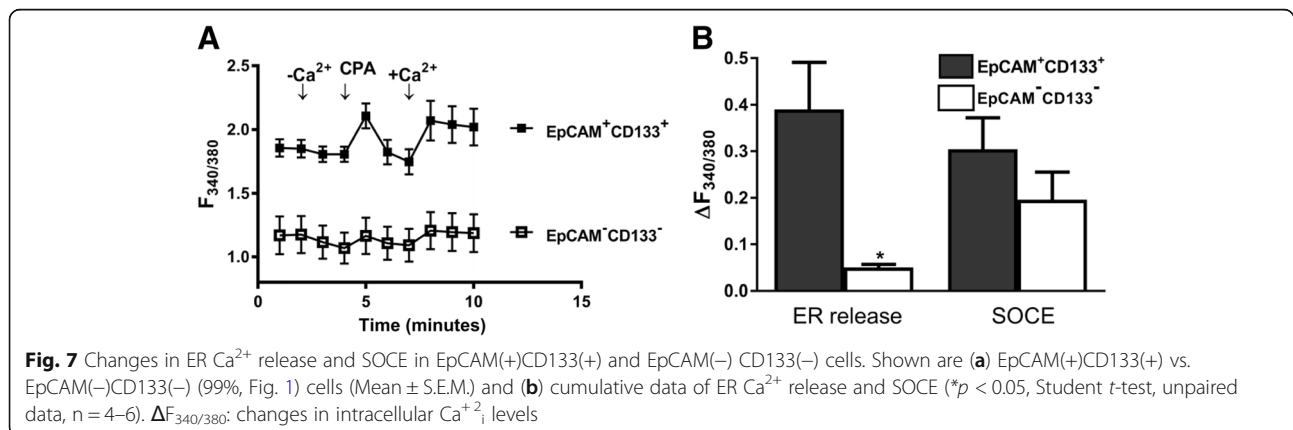 A
-Ca²⁺ CPA +Ca²⁺
↓ ↓ ↓
2.5
2.0
1.5
1.0
F340/380
0 5 10 15
Time (minutes)
EpCAM⁺CD133⁺
EpCAM⁻CD133⁻
B
EpCAM⁺CD133⁺
EpCAM⁻CD133⁻
0.5
0.4
0.3
0.2
0.1
0.0
ΔF340/380
*
ER release SOCE
Fig. 7 Changes in ER Ca²⁺ release and SOCE in EpCAM(+)CD133(+) and EpCAM(−) CD133(−) cells. Shown are (a) EpCAM(+)CD133(+) vs.
EpCAM(−)CD133(−) (99%, Fig. 1) cells (Mean ± S.E.M.) and (b) cumulative data of ER Ca²⁺ release and SOCE (*p < 0.05, Student t-test, unpaired
data, n = 4–6). ΔF340/380: changes in intracellular Ca⁺²i levels